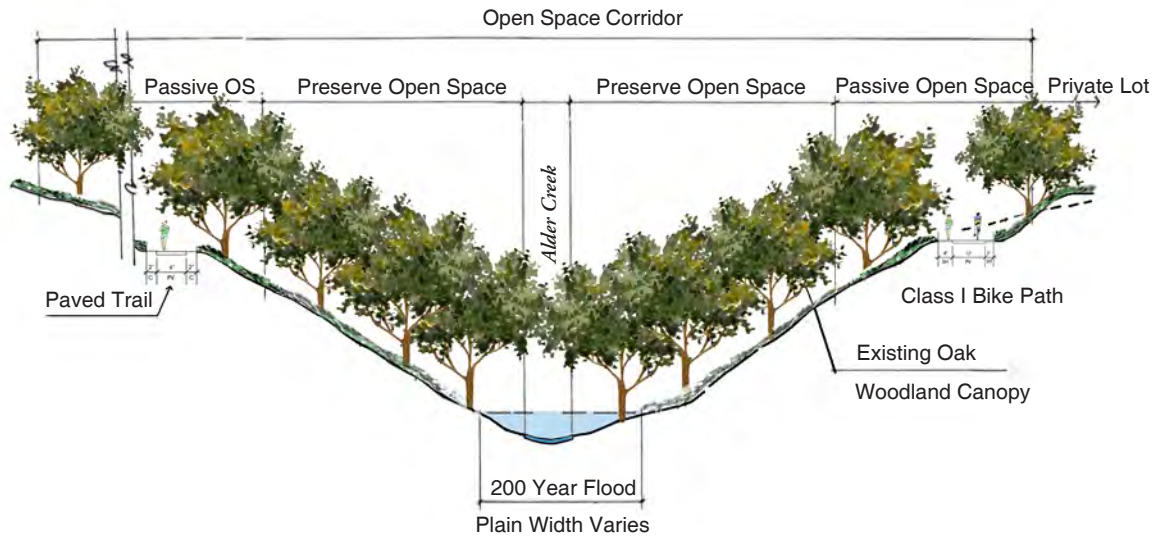 Open Space Corridor
Passive OS
Preserve Open Space
Preserve Open Space
Passive Open Space
Private Lot
Alder Creek
Paved Trail
Class I Bike Path
Existing Oak
Woodland Canopy
200 Year Flood
Plain Width Varies